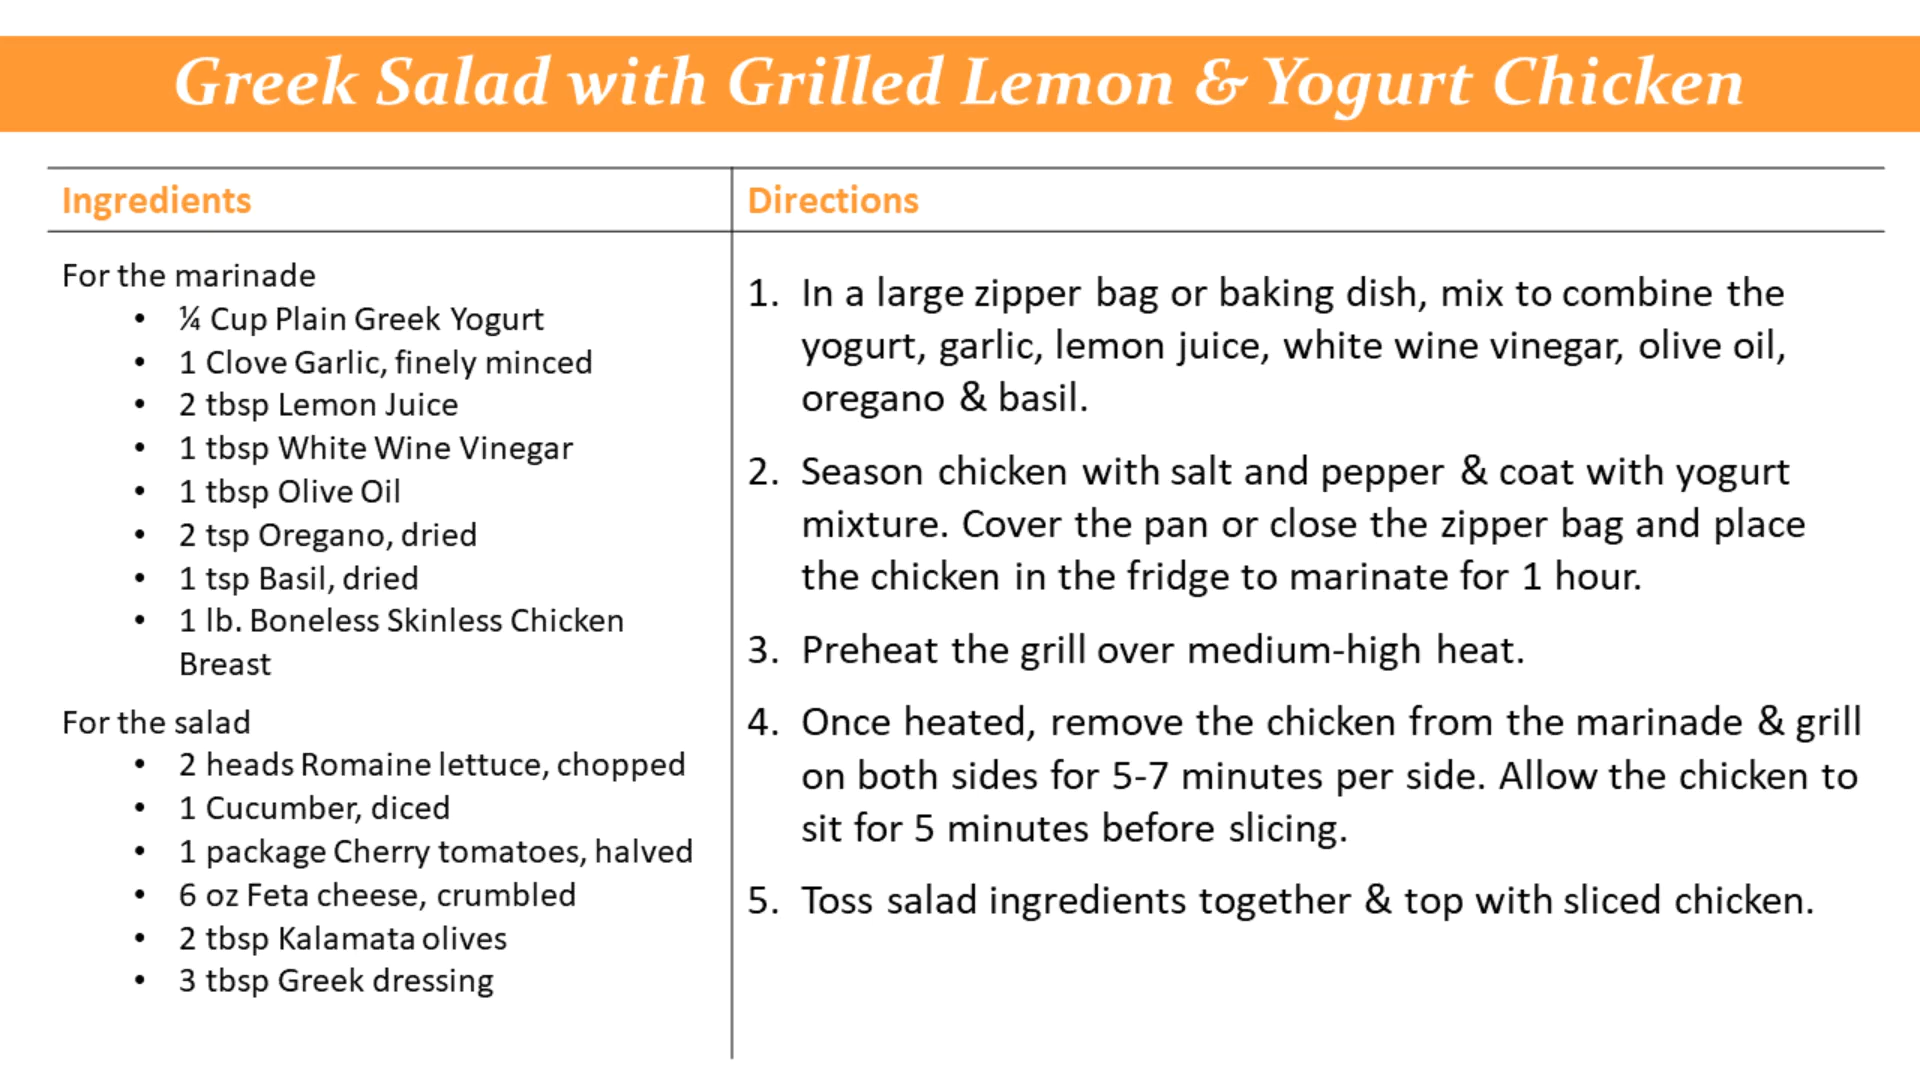 Greek Salad with Grilled Lemon & Yogurt Chicken
Ingredients
For the marinade
• ¼ Cup Plain Greek Yogurt
• 1 Clove Garlic, finely minced
• 2 tbsp Lemon Juice
• 1 tbsp White Wine Vinegar
• 1 tbsp Olive Oil
• 2 tsp Oregano, dried
• 1 tsp Basil, dried
• 1 lb. Boneless Skinless Chicken
Breast
For the salad
• 2 heads Romaine lettuce, chopped
• 1 Cucumber, diced
• 1 package Cherry tomatoes, halved
• 6 oz Feta cheese, crumbled
• 2 tbsp Kalamata olives
• 3 tbsp Greek dressing
Directions
1. In a large zipper bag or baking dish, mix to combine the
yogurt, garlic, lemon juice, white wine vinegar, olive oil,
oregano & basil.
2. Season chicken with salt and pepper & coat with yogurt
mixture. Cover the pan or close the zipper bag and place
the chicken in the fridge to marinate for 1 hour.
3. Preheat the grill over medium-high heat.
4. Once heated, remove the chicken from the marinade & grill
on both sides for 5-7 minutes per side. Allow the chicken to
sit for 5 minutes before slicing.
5. Toss salad ingredients together & top with sliced chicken.